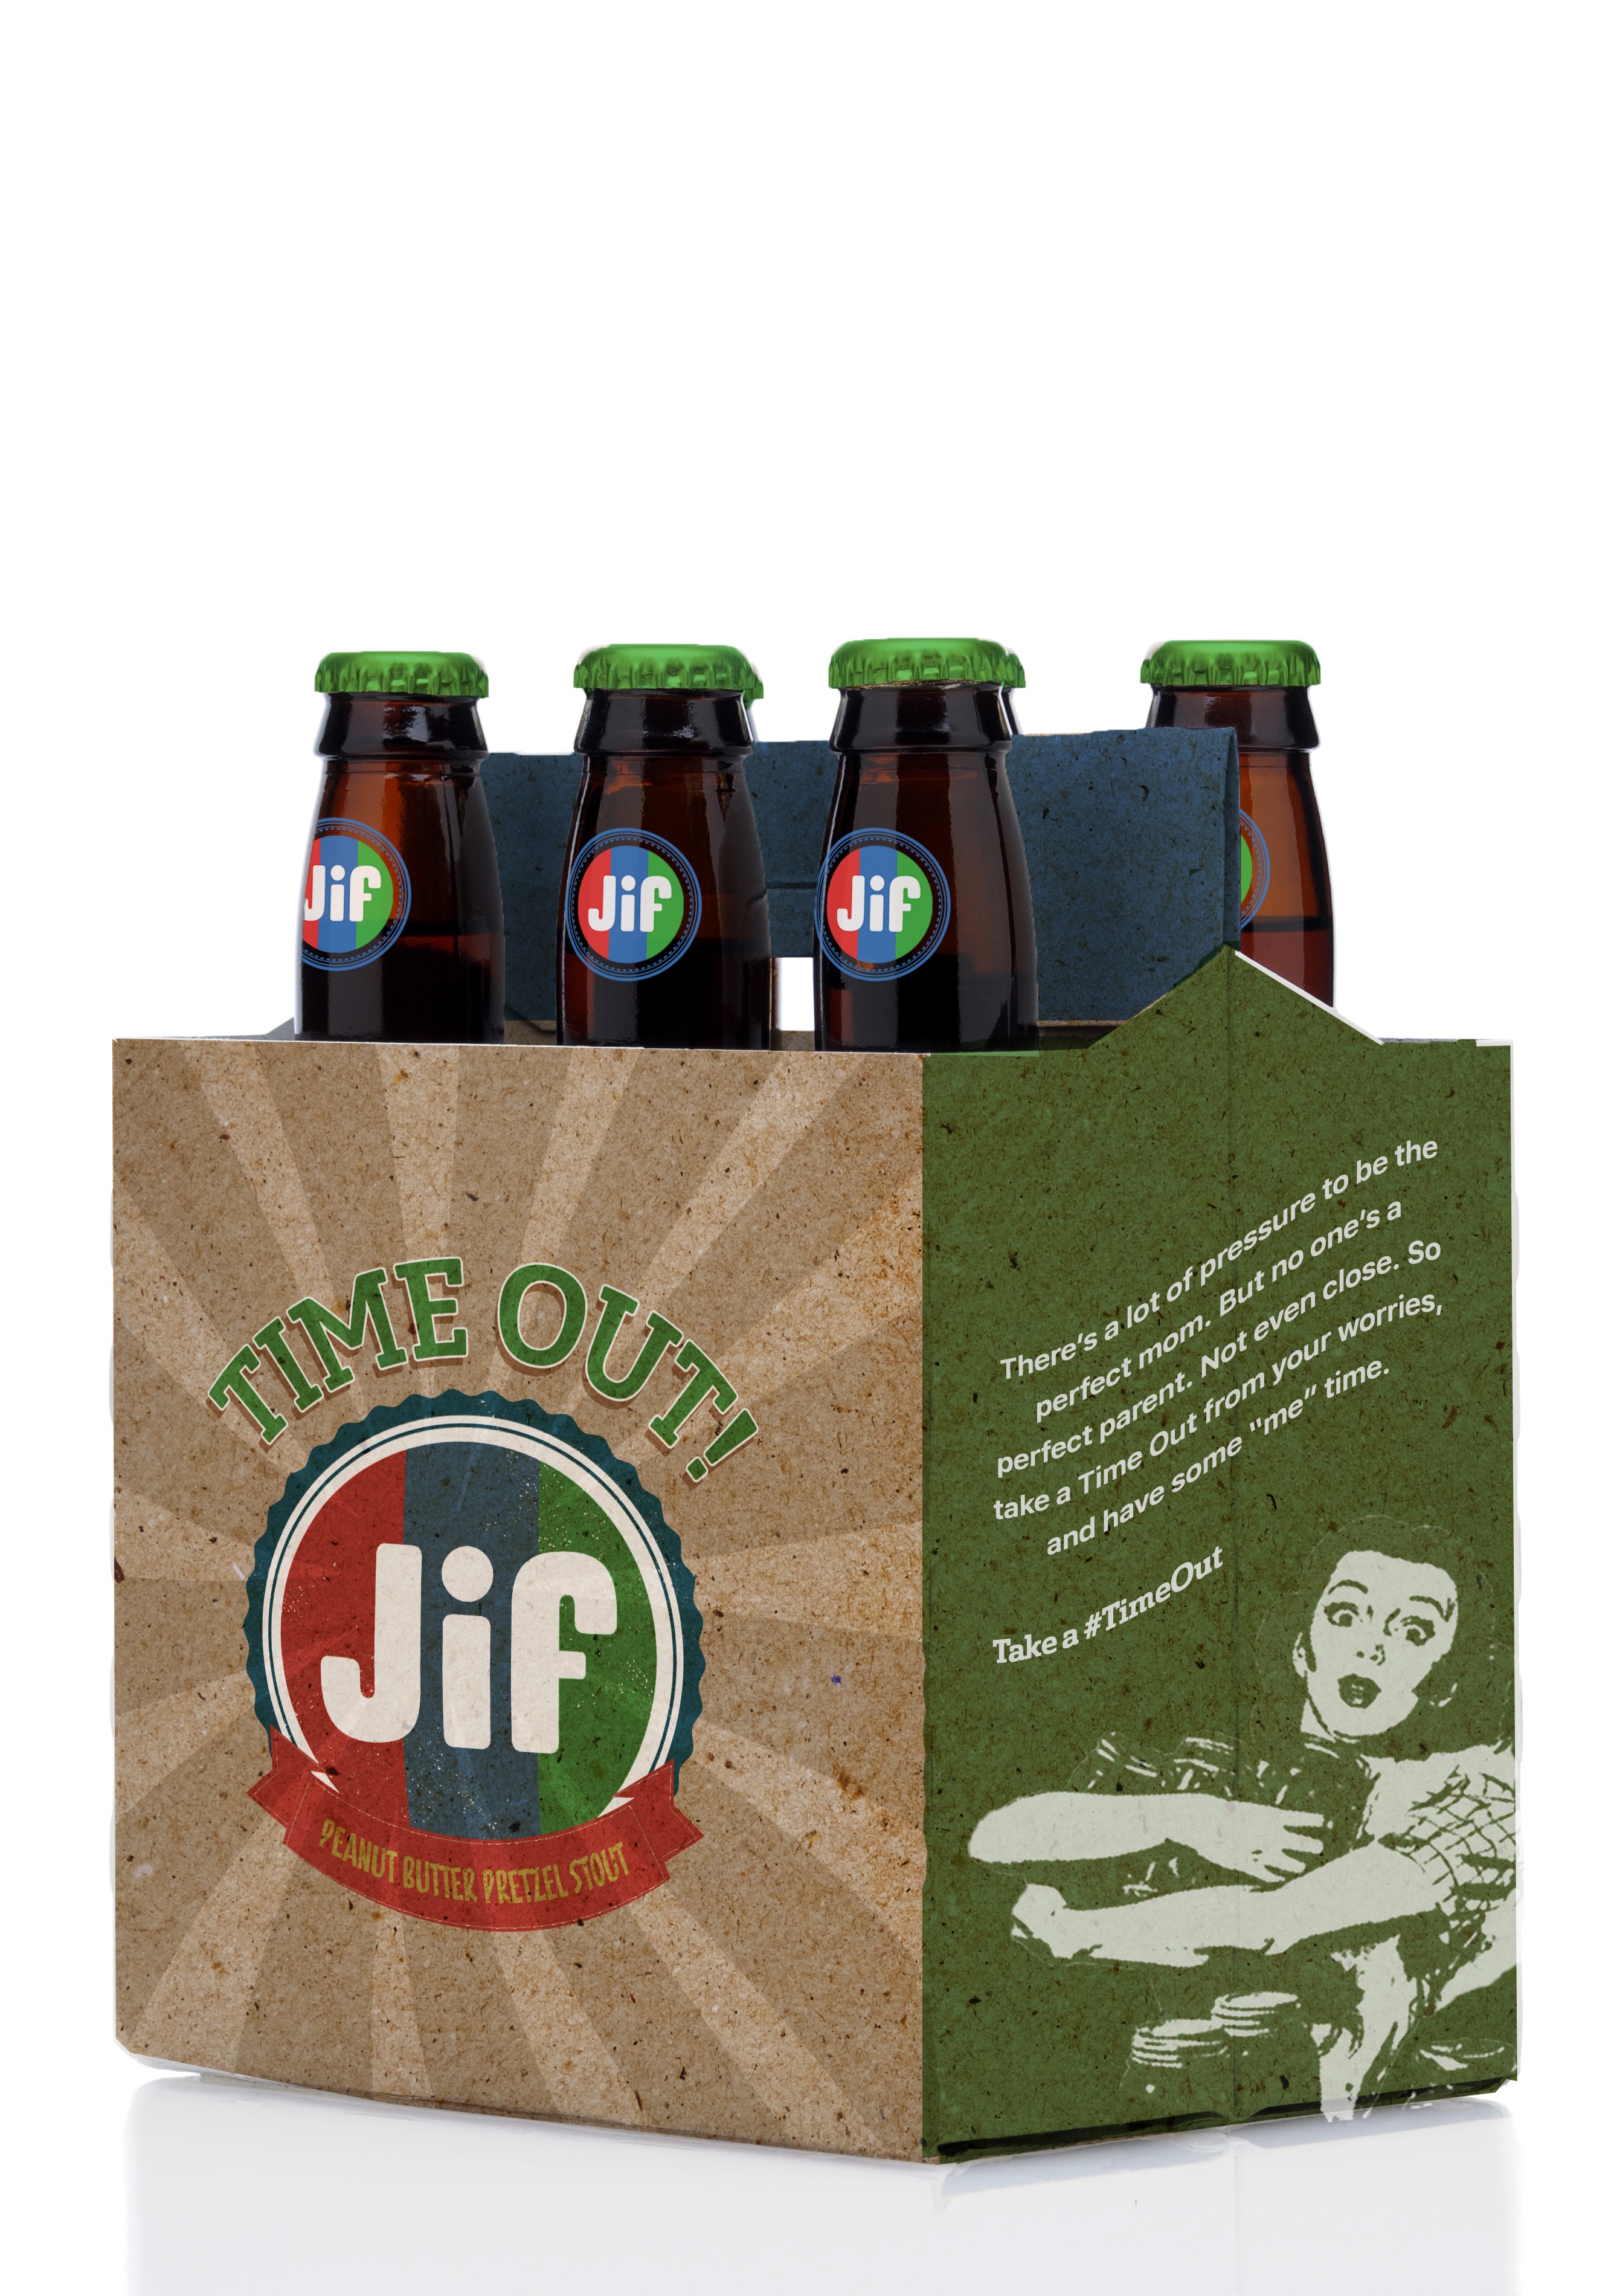 Jif
Jif
Jif
TIME OUT!
Jif
PEANUT BUTTER PRETZEL STOUT
There's a lot of pressure to be the
perfect mom. But no one's a
perfect parent. Not even close. So
take a Time Out from your worries,
and have some "me" time.
Take a #TimeOut